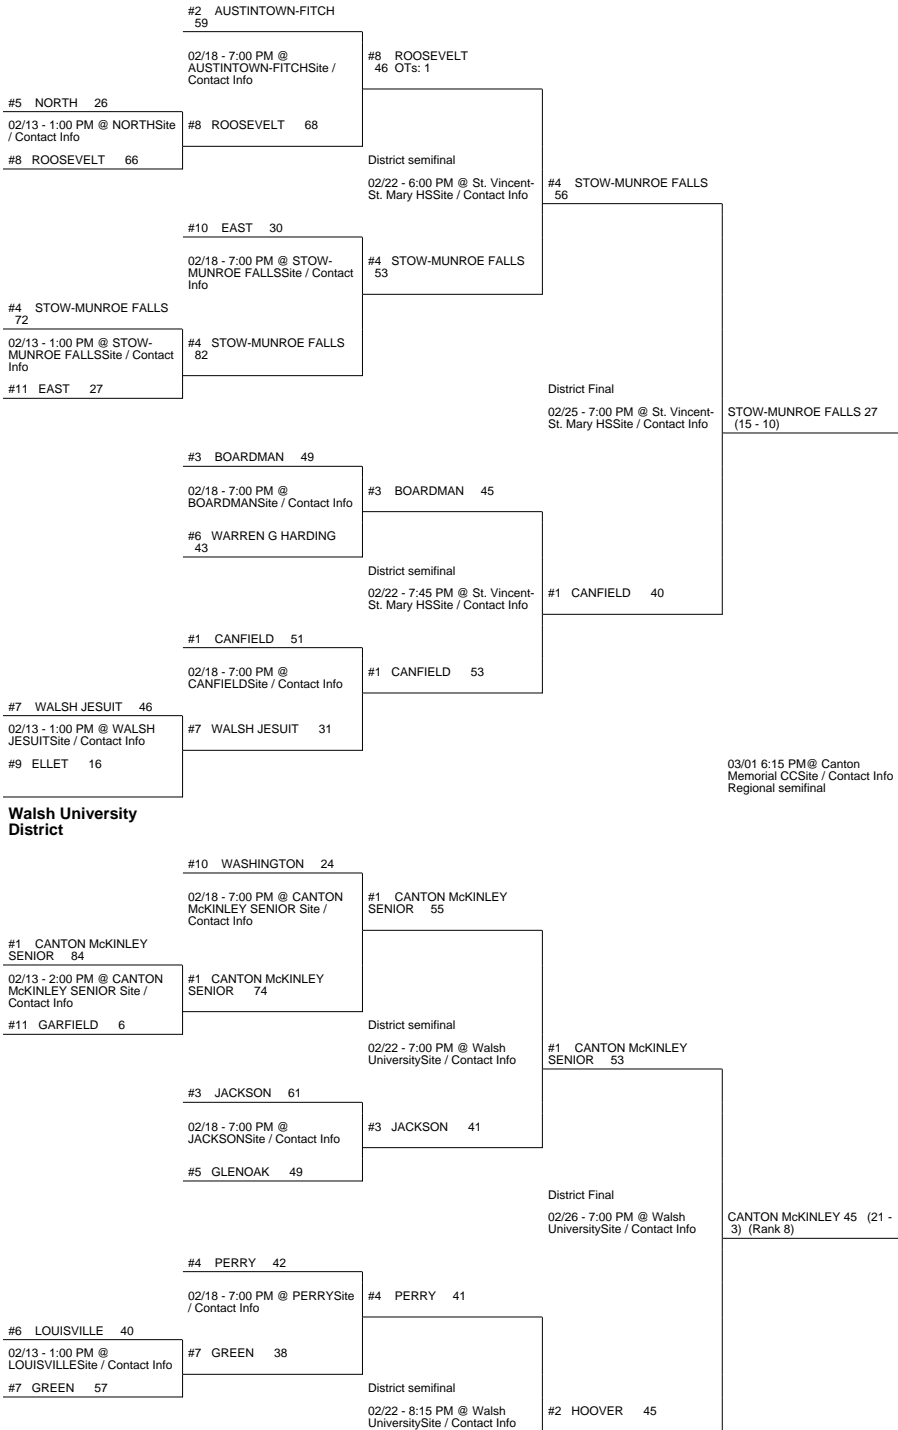 #2 AUSTINTOWN-FITCH
59
02/18 - 7:00 PM @
AUSTINTOWN-FITCHSite /
Contact Info
#8 ROOSEVELT
46 OTs: 1
#5 NORTH 26
02/13 - 1:00 PM @ NORTHSite
/ Contact Info
#8 ROOSEVELT 68
#8 ROOSEVELT 66
District semifinal
02/22 - 6:00 PM @ St. Vincent-
St. Mary HSSite / Contact Info
#4 STOW-MUNROE FALLS
56
#10 EAST 30
02/18 - 7:00 PM @ STOW-
MUNROE FALLSSite / Contact
Info
#4 STOW-MUNROE FALLS
53
#4 STOW-MUNROE FALLS
72
02/13 - 1:00 PM @ STOW-
MUNROE FALLSSite / Contact
Info
#4 STOW-MUNROE FALLS
82
#11 EAST 27
District Final
02/25 - 7:00 PM @ St. Vincent-
St. Mary HSSite / Contact Info
STOW-MUNROE FALLS 27
(15 - 10)
#3 BOARDMAN 49
02/18 - 7:00 PM @
BOARDMANSite / Contact Info
#3 BOARDMAN 45
#6 WARREN G HARDING
43
District semifinal
02/22 - 7:45 PM @ St. Vincent-
St. Mary HSSite / Contact Info
#1 CANFIELD 40
#1 CANFIELD 51
02/18 - 7:00 PM @
CANFIELDSite / Contact Info
#1 CANFIELD 53
#7 WALSH JESUIT 46
02/13 - 1:00 PM @ WALSH
JESUITSite / Contact Info
#7 WALSH JESUIT 31
#9 ELLET 16
03/01 6:15 PM@ Canton
Memorial CCSite / Contact Info
Regional semifinal
Walsh University
District
#10 WASHINGTON 24
02/18 - 7:00 PM @ CANTON
McKINLEY SENIOR Site /
Contact Info
#1 CANTON McKINLEY
SENIOR 55
#1 CANTON McKINLEY
SENIOR 84
02/13 - 2:00 PM @ CANTON
McKINLEY SENIOR Site /
Contact Info
#1 CANTON McKINLEY
SENIOR 74
#11 GARFIELD 6
District semifinal
02/22 - 7:00 PM @ Walsh
UniversitySite / Contact Info
#1 CANTON McKINLEY
SENIOR 53
#3 JACKSON 61
02/18 - 7:00 PM @
JACKSONSite / Contact Info
#3 JACKSON 41
#5 GLENOAK 49
District Final
02/26 - 7:00 PM @ Walsh
UniversitySite / Contact Info
CANTON McKINLEY 45 (21 -
3) (Rank 8)
#4 PERRY 42
02/18 - 7:00 PM @ PERRYSite
/ Contact Info
#4 PERRY 41
#6 LOUISVILLE 40
02/13 - 1:00 PM @
LOUISVILLESite / Contact Info
#7 GREEN 38
#7 GREEN 57
District semifinal
02/22 - 8:15 PM @ Walsh
UniversitySite / Contact Info
#2 HOOVER 45